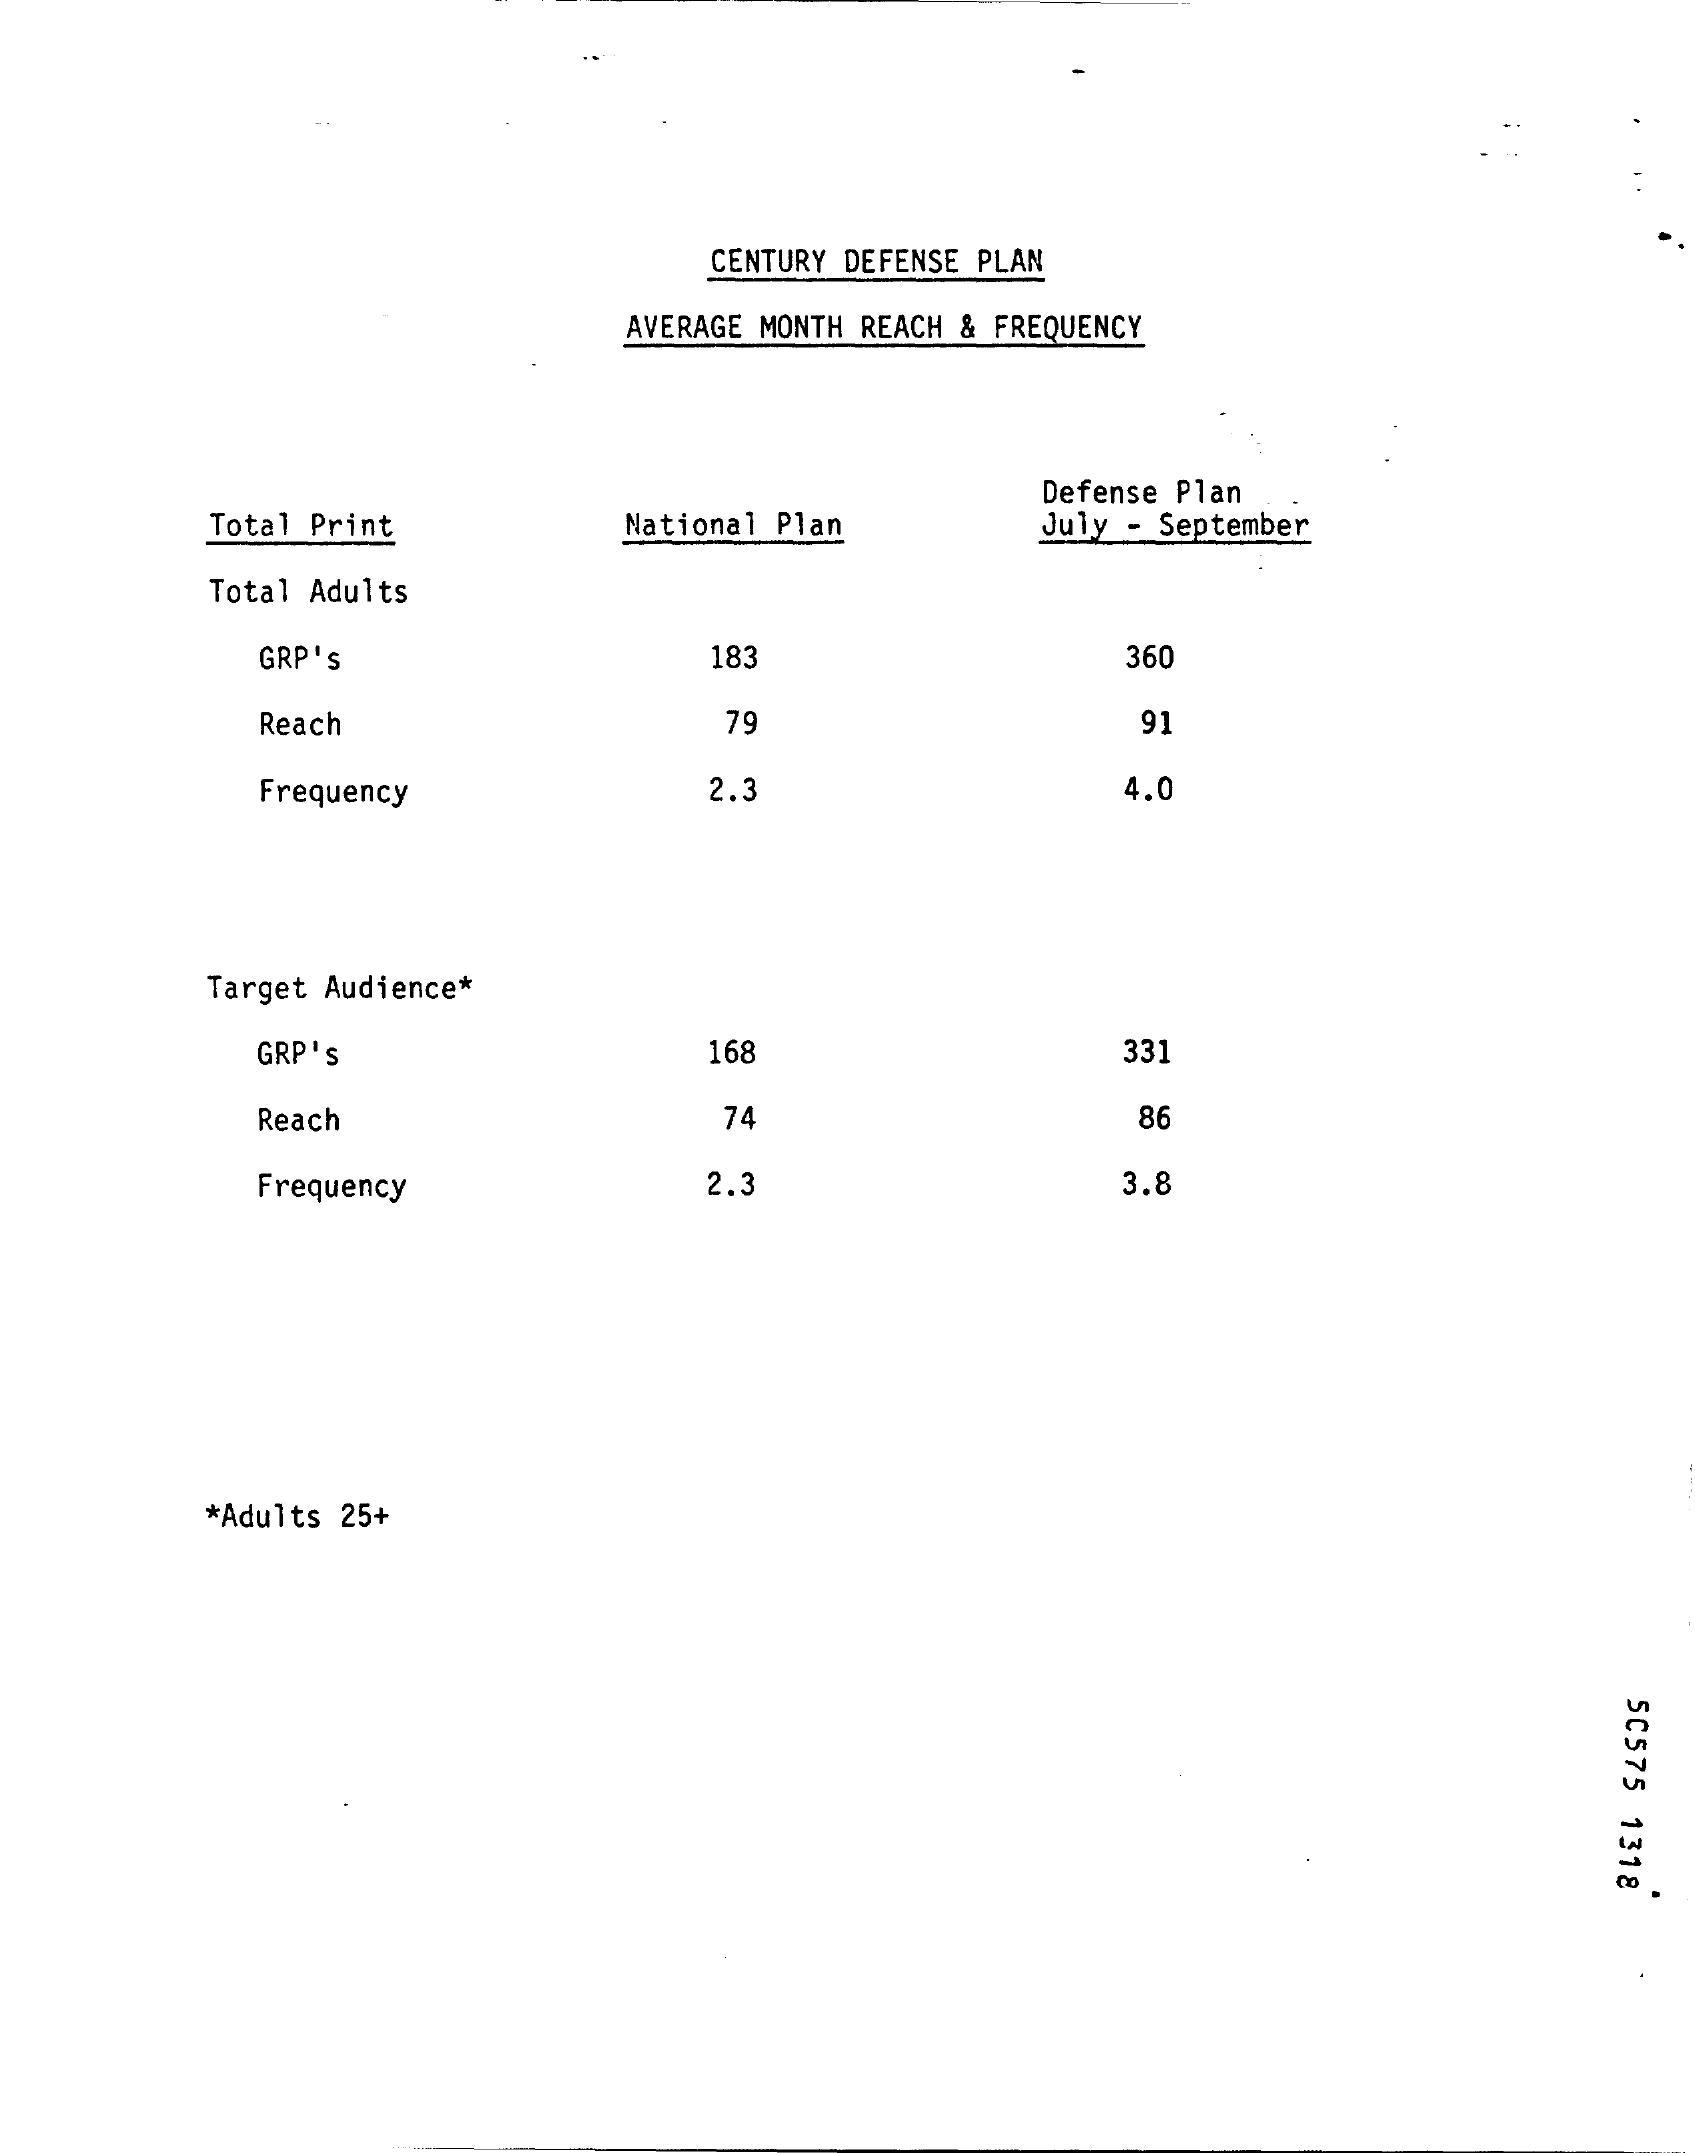 CENTURY DEFENSE PLAN
AVERAGE MONTH REACH & FREQUENCY
Defense Plan
Total Print National Plan July - September
Total Adults
GRP's 183 360
Reach 79 91
Frequency 2.3 4.0
Target Audience*
GRP's 168 331
Reach 74 86
Frequency 2.3 3.8
*Adults 25+
SC575 1318